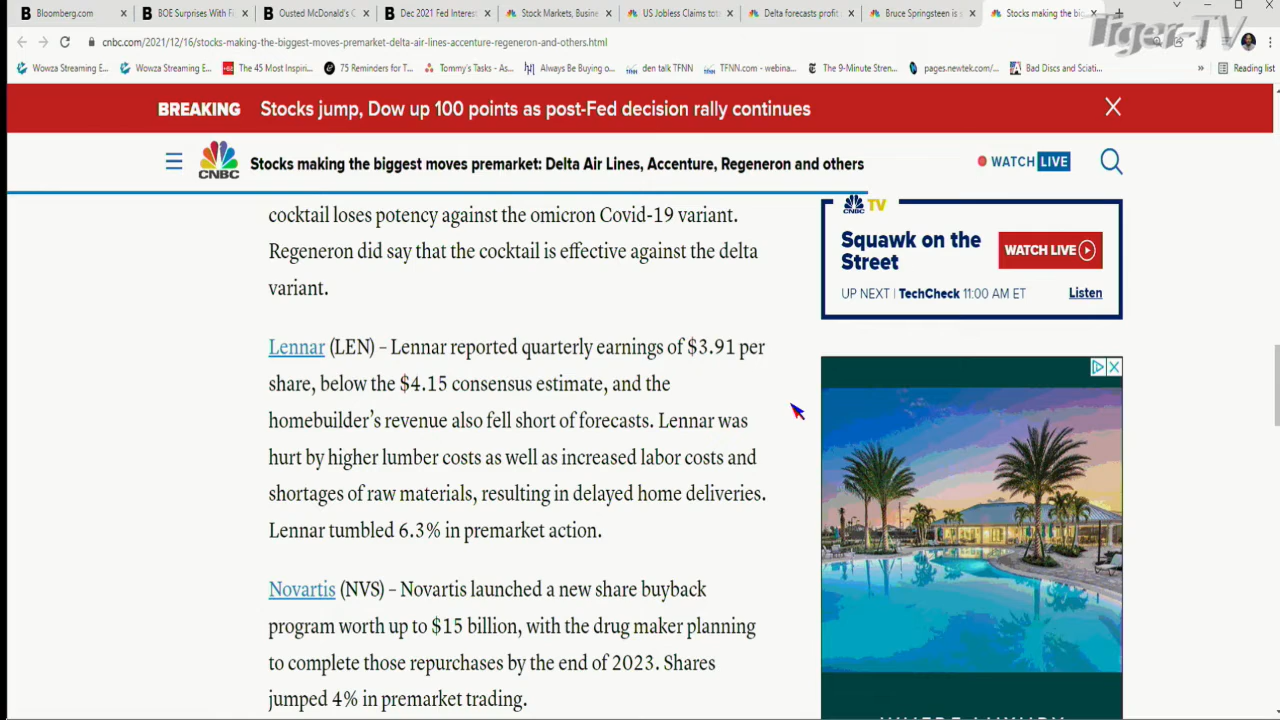 Bloomberg.com
BOE Surprises With Fi
Ousted McDonald's C
Dec 2021 Fed Interes
Stock Markets, Busine
US Jobless Claims tota
Delta forecasts profit
Bruce Springsteen is s
Stocks making the big
Tiger-TV
cnbc.com/2021/12/16/stocks-making-the-biggest-moves-premarket-delta-air-lines-accenture-regeneron-and-others.html
Wowza Streaming E...
Wowza Streaming E...
The 45 Most Inspiri...
75 Reminders for T...
Tommy's Tasks - As...
Always Be Buying o...
den talk TFNN
TFNN.com - webina...
The 9-Minute Stren...
pages.newtek.com/...
Bad Discs and Sciati...
»
Reading list
BREAKING Stocks jump, Dow up 100 points as post-Fed decision rally continues
CNBC
Stocks making the biggest moves premarket: Delta Air Lines, Accenture, Regeneron and others
WATCH LIVE
cocktail loses potency against the omicron Covid-19 variant.
Regeneron did say that the cocktail is effective against the delta
variant.
Lennar (LEN) – Lennar reported quarterly earnings of $3.91 per
share, below the $4.15 consensus estimate, and the
homebuilder's revenue also fell short of forecasts. Lennar was
hurt by higher lumber costs as well as increased labor costs and
shortages of raw materials, resulting in delayed home deliveries.
Lennar tumbled 6.3% in premarket action.
Novartis (NVS) – Novartis launched a new share buyback
program worth up to $15 billion, with the drug maker planning
to complete those repurchases by the end of 2023. Shares
jumped 4% in premarket trading.
CNBC TV
Squawk on the
Street
WATCH LIVE
UP NEXT | TechCheck 11:00 AM ET
Listen
WHERE LUXURY